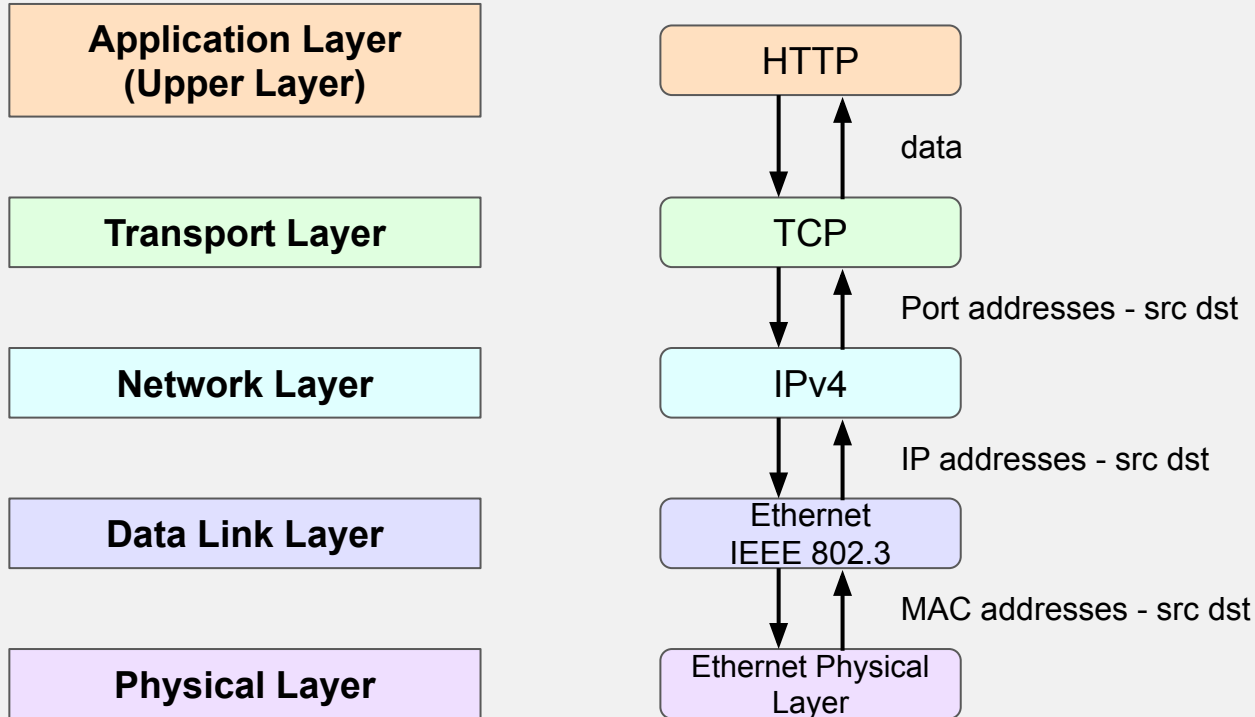 Application Layer
(Upper Layer)
HTTP
data
Transport Layer
TCP
Port addresses - src dst
Network Layer
IPv4
IP addresses - src dst
Data Link Layer
Ethernet
IEEE 802.3
MAC addresses - src dst
Physical Layer
Ethernet Physical
Layer